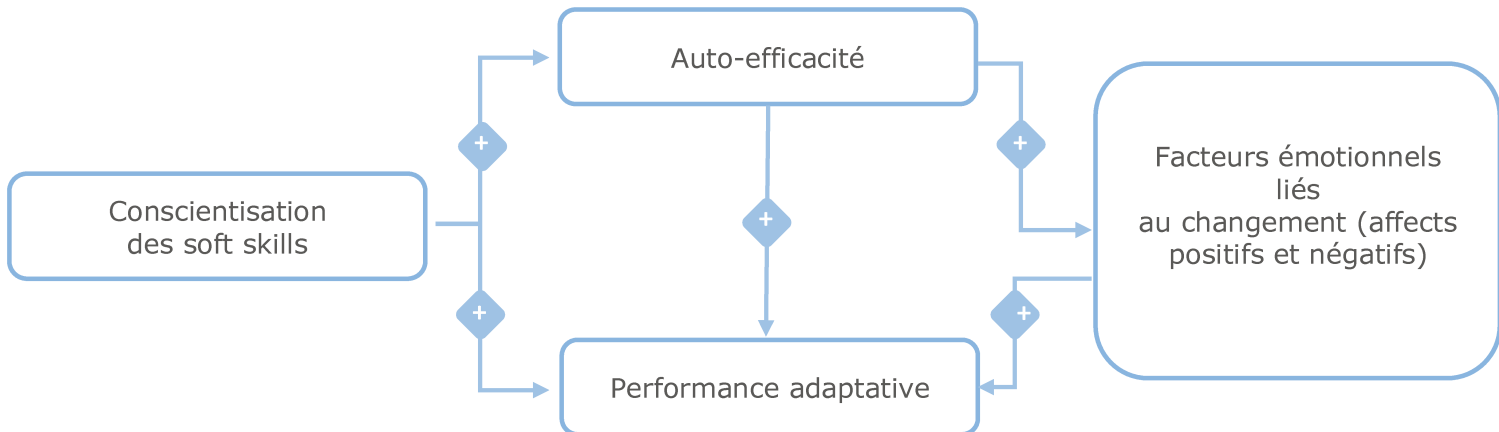 Auto-efficacité
+
+
Facteurs émotionnels
liés
au changement (affects
positifs et négatifs)
Conscientisation
des soft skills
+
+
+
Performance adaptative